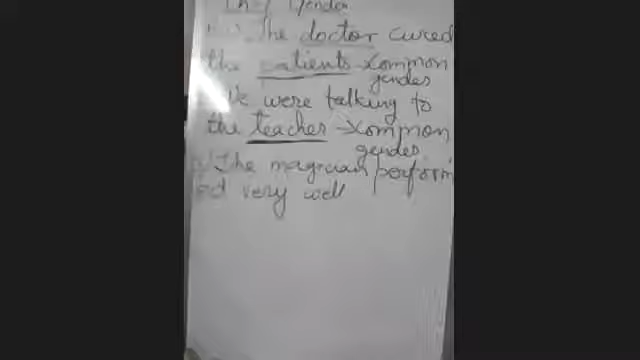 Gender
The doctor cured
the patients → common
gender
We were talking to
the teacher → common
gender
The magician perform
ed very well